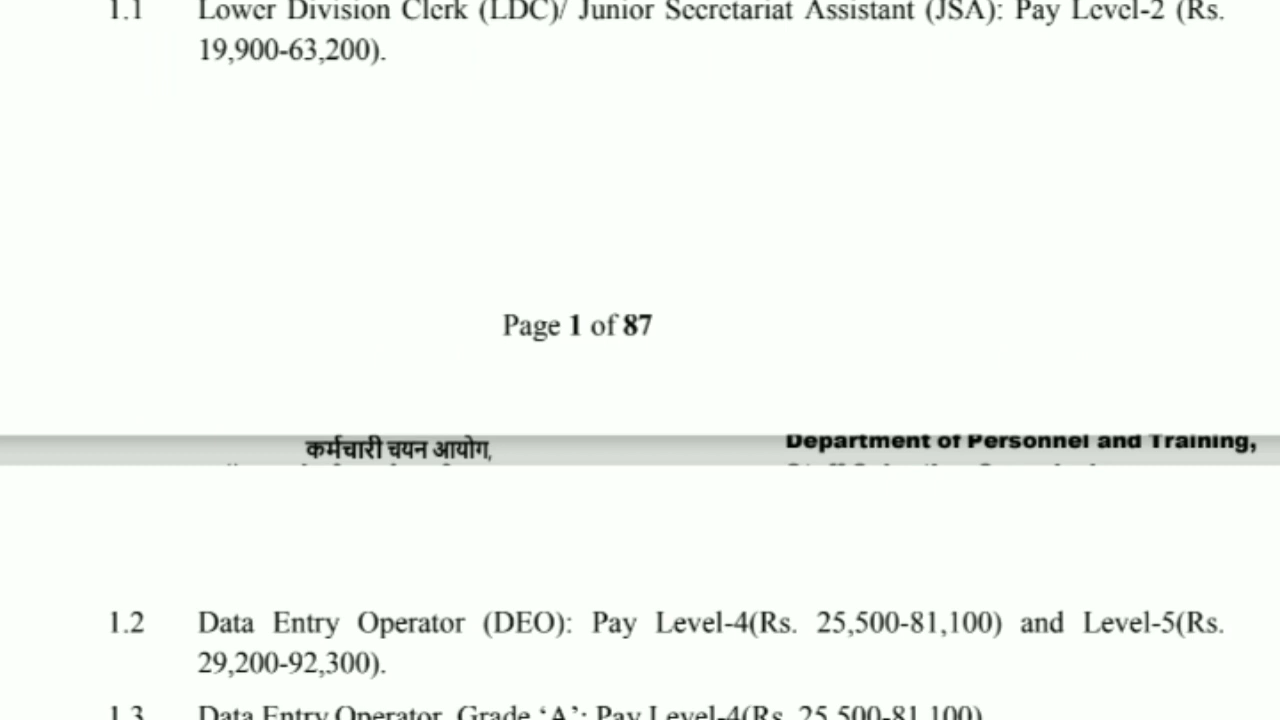 1.1 Lower Division Clerk (LDC)/ Junior Secretariat Assistant (JSA): Pay Level-2 (Rs.
19,900-63,200).
Page 1 of 87
कर्मचारी चयन आयोग,
Department of Personnel and Training,
1.2 Data Entry Operator (DEO): Pay Level-4(Rs. 25,500-81,100) and Level-5(Rs.
29,200-92,300).
1.3 Data Entry Operator, Grade ‘A’: Pay Level-4(Rs. 25,500-81,100)